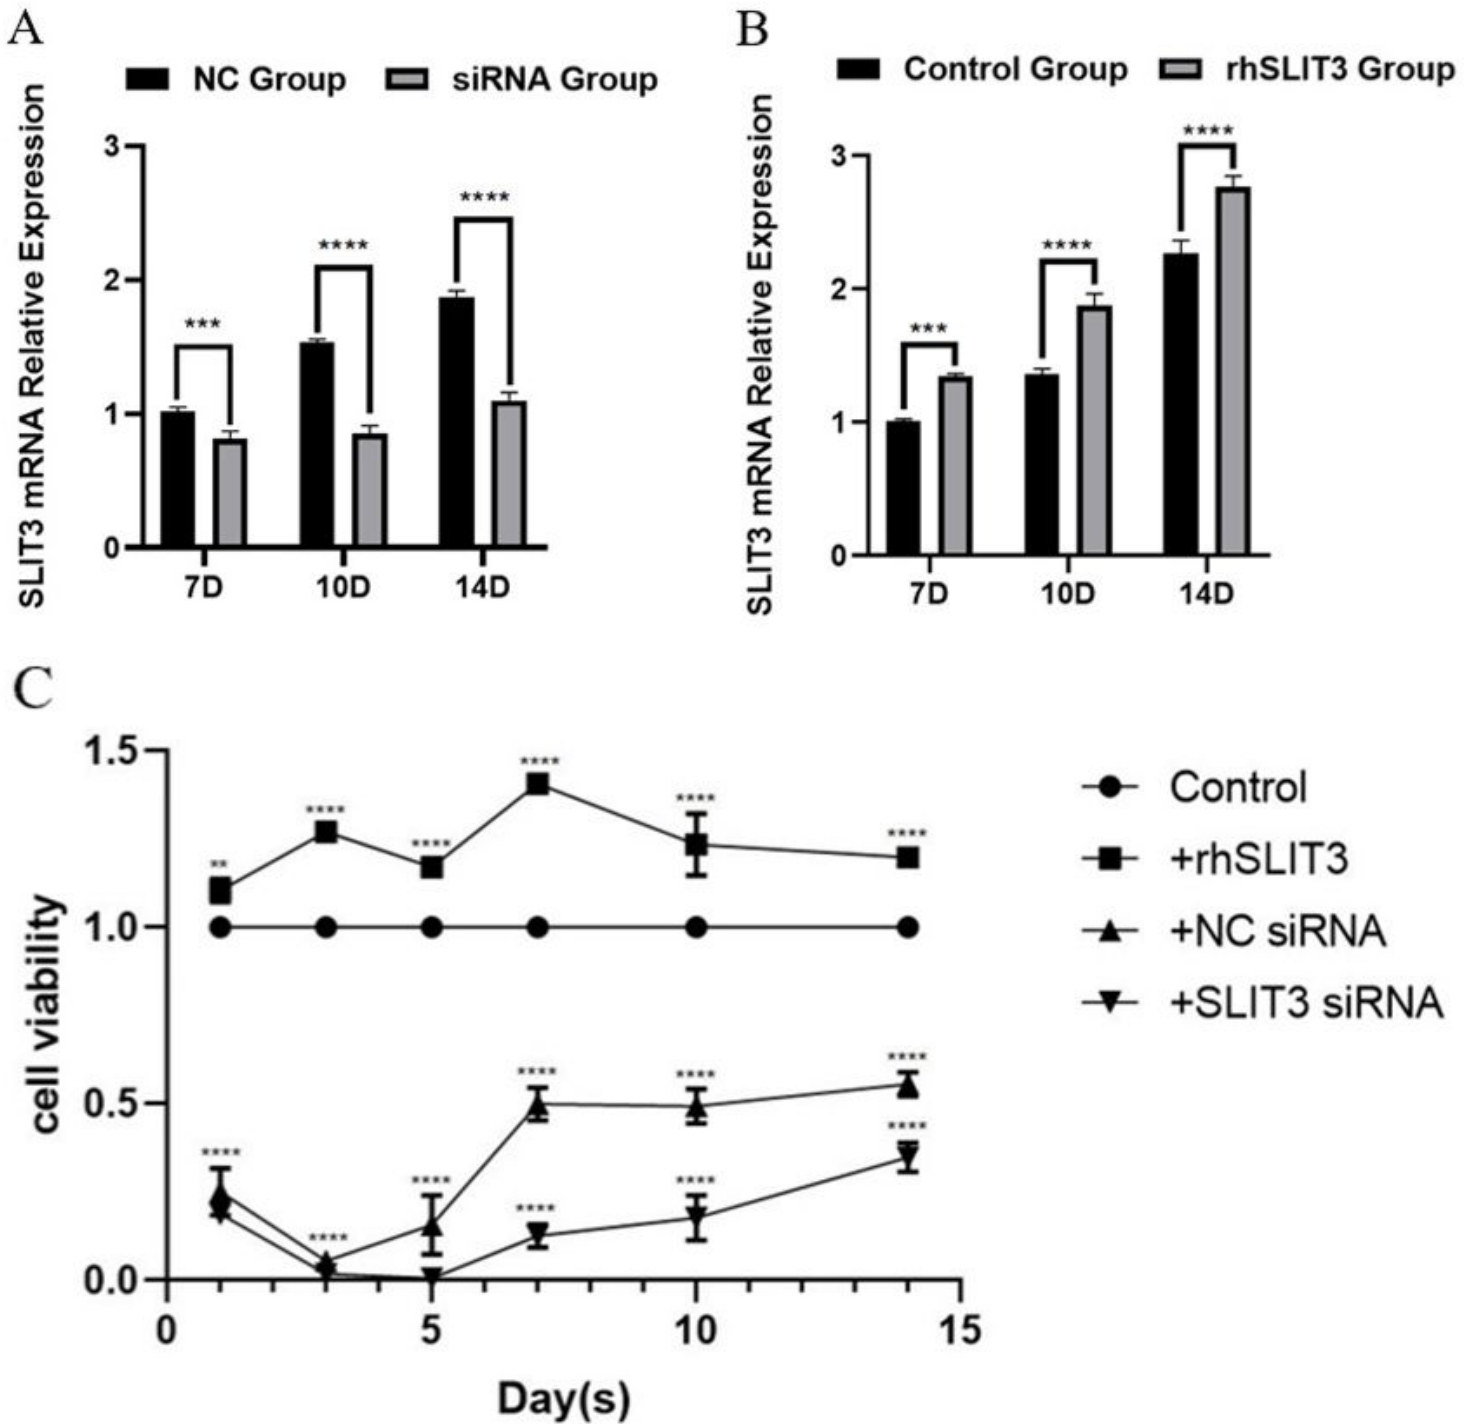 A
NC Group siRNA Group
SLIT3 mRNA Relative Expression
3
2
1
0
***
****
****
7D 10D 14D
B
Control Group rhSLIT3 Group
SLIT3 mRNA Relative Expression
3
2
1
0
***
****
****
7D 10D 14D
C
cell viability
1.5
1.0
0.5
0.0
** **** **** **** **** ****
**** **** **** **** **** ****
**** **** ****
0 5 10 15
Day(s)
Control
+rhSLIT3
+NC siRNA
+SLIT3 siRNA